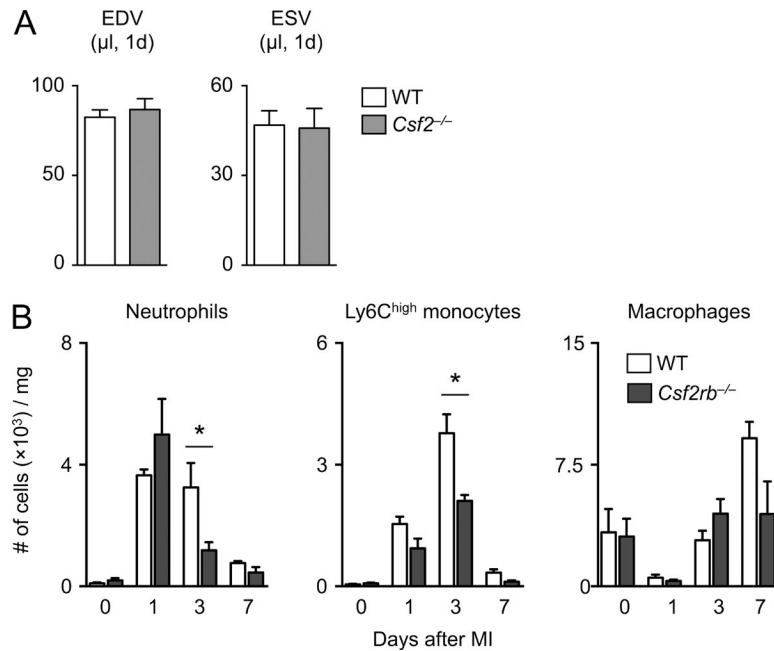 A
EDV
(µl, 1d)
100
50
0
ESV
(µl, 1d)
60
30
0
WT
Csf2⁻/⁻
B
# of cells (×10³) / mg
Neutrophils
8
4
0
*
0 1 3 7
Ly6Chigh monocytes
6
3
0
*
0 1 3 7
Macrophages
15
7.5
0
WT
Csf2rb⁻/⁻
0 1 3 7
Days after MI